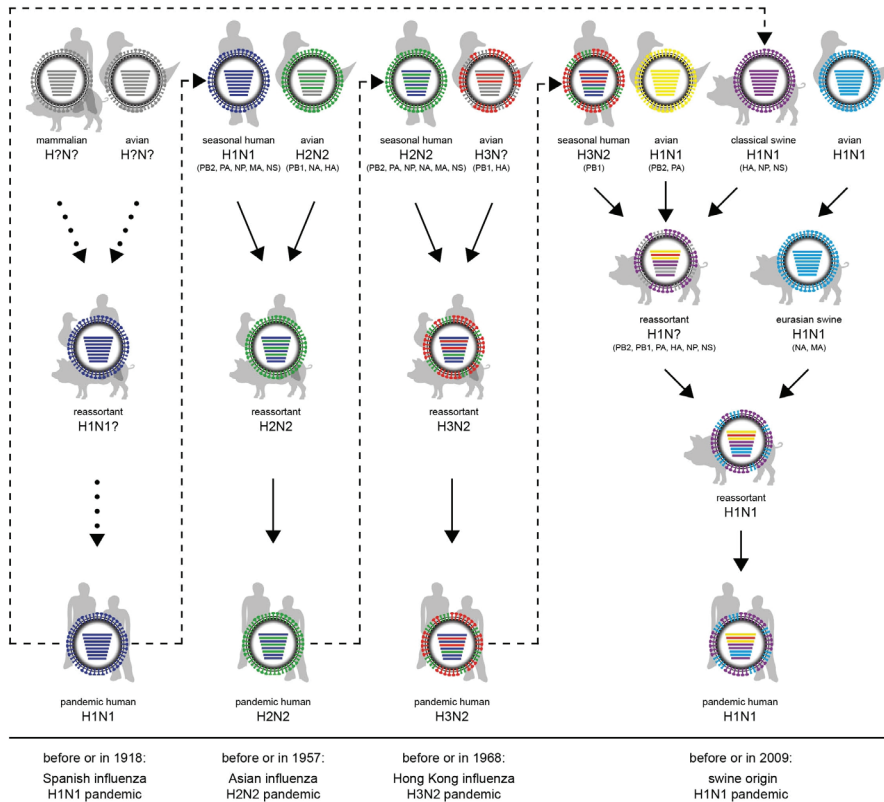 mammalian
H?N?
avian
H?N?
seasonal human
H1N1
(PB2, PA, NP, MA, NS)
avian
H2N2
(PB1, NA, HA)
seasonal human
H2N2
(PB2, PA, NP, NA, MA, NS)
avian
H3N?
(PB1, HA)
seasonal human
H3N2
(PB1)
avian
H1N1
(PB2, PA)
classical swine
H1N1
(HA, NP, NS)
avian
H1N1
reassortant
H1N1?
reassortant
H2N2
reassortant
H3N2
reassortant
H1N?
(PB2, PB1, PA, HA, NP, NS)
eurasian swine
H1N1
(NA, MA)
reassortant
H1N1
pandemic human
H1N1
pandemic human
H2N2
pandemic human
H3N2
pandemic human
H1N1
before or in 1918:
Spanish influenza
H1N1 pandemic
before or in 1957:
Asian influenza
H2N2 pandemic
before or in 1968:
Hong Kong influenza
H3N2 pandemic
before or in 2009:
swine origin
H1N1 pandemic